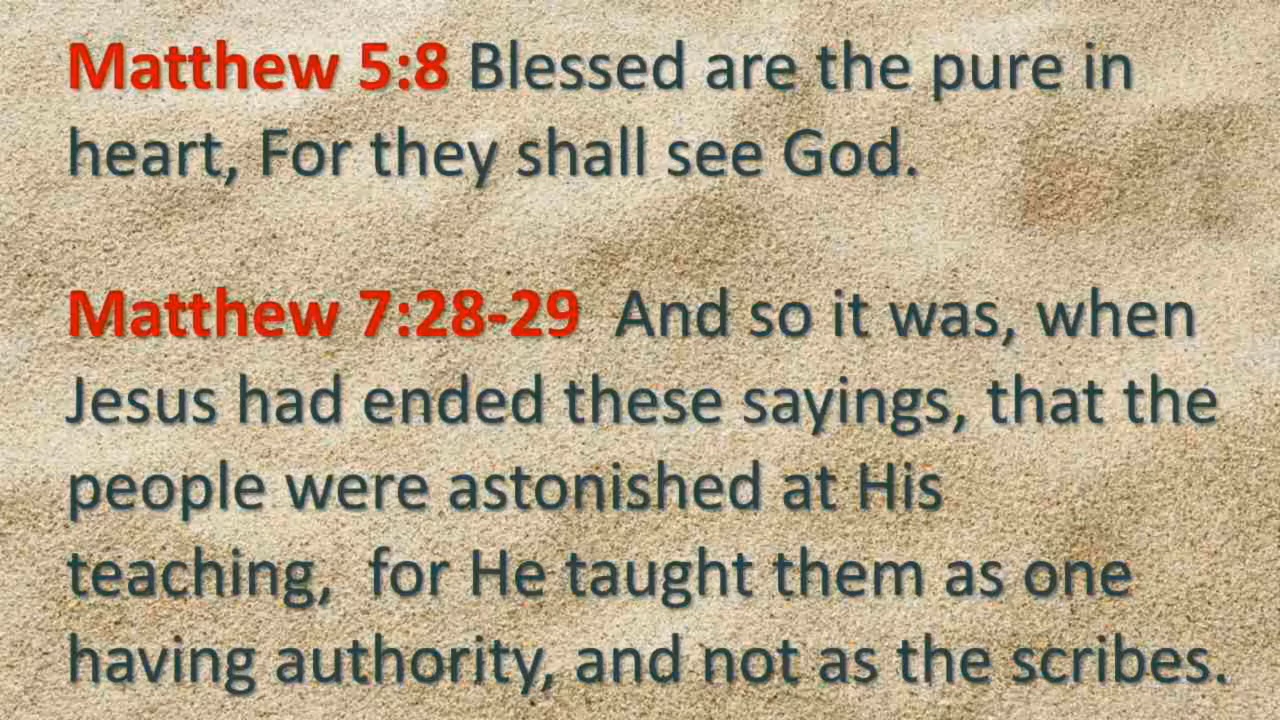 Matthew 5:8 Blessed are the pure in
heart, For they shall see God.
Matthew 7:28-29  And so it was, when
Jesus had ended these sayings, that the
people were astonished at His
teaching,  for He taught them as one
having authority, and not as the scribes.